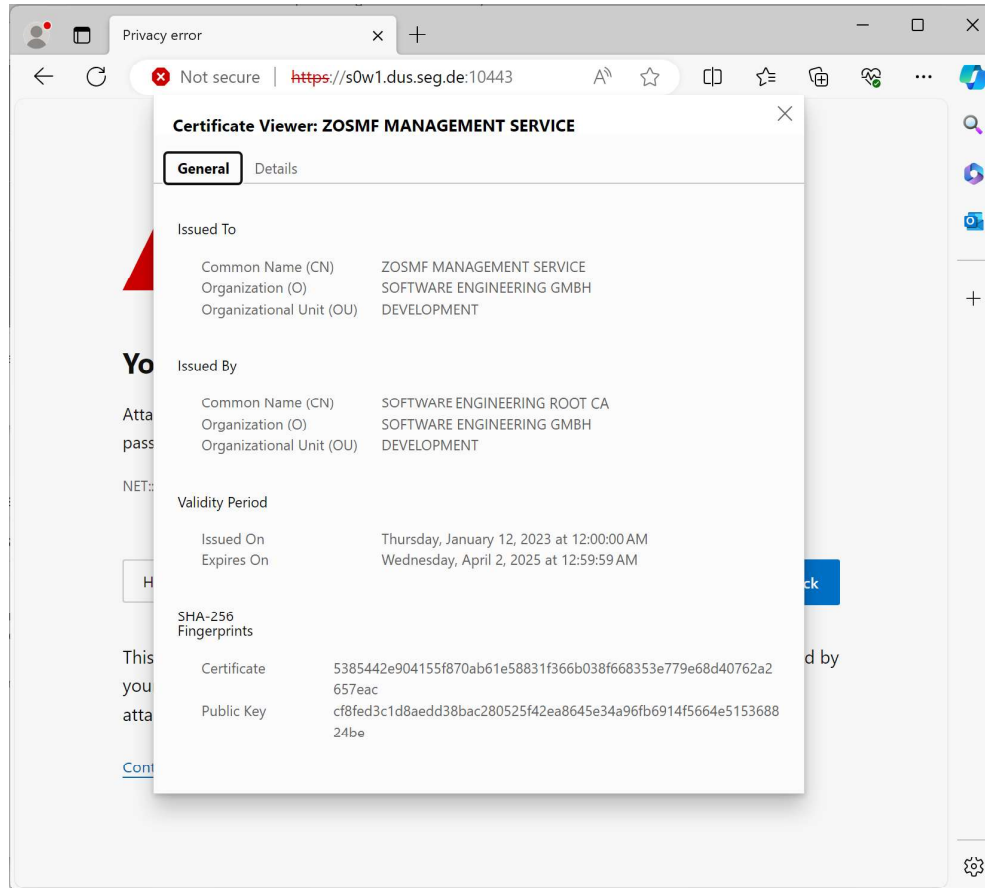 Privacy error
Not secure https://s0w1.dus.seg.de:10443
Certificate Viewer: ZOSMF MANAGEMENT SERVICE
General Details
Issued To
Common Name (CN) ZOSMF MANAGEMENT SERVICE
Organization (O) SOFTWARE ENGINEERING GMBH
Organizational Unit (OU) DEVELOPMENT
Yo
Issued By
Common Name (CN) SOFTWARE ENGINEERING ROOT CA
Atta
Organization (O) SOFTWARE ENGINEERING GMBH
pass
Organizational Unit (OU) DEVELOPMENT
NET:
Validity Period
Issued On Thursday, January 12, 2023 at 12:00:00 AM
Expires On Wednesday, April 2, 2025 at 12:59:59 AM
H
ck
SHA-256
Fingerprints
This
d by
Certificate 5385442e904155f870ab61e58831f366b038f668353e779e68d40762a2
657eac
you
Public Key cf8fed3c1d8aedd38bac280525f42ea8645e34a96fb6914f5664e5153688
24be
atta
Cont